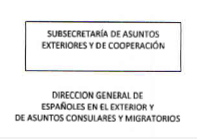 SUBSECRETARÍA DE ASUNTOS
EXTERIORES Y DE COOPERACIÓN
DIRECCION GENERAL DE
ESPAÑOLES EN EL EXTERIOR Y
DE ASUNTOS CONSULARES Y MIGRATORIOS